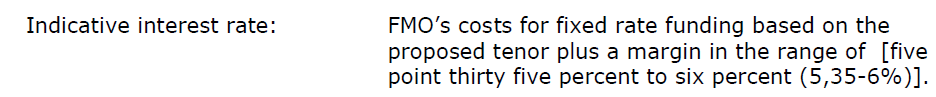 Indicative interest rate: FMO's costs for fixed rate funding based on the
proposed tenor plus a margin in the range of [five
point thirty five percent to six percent (5,35-6%)].